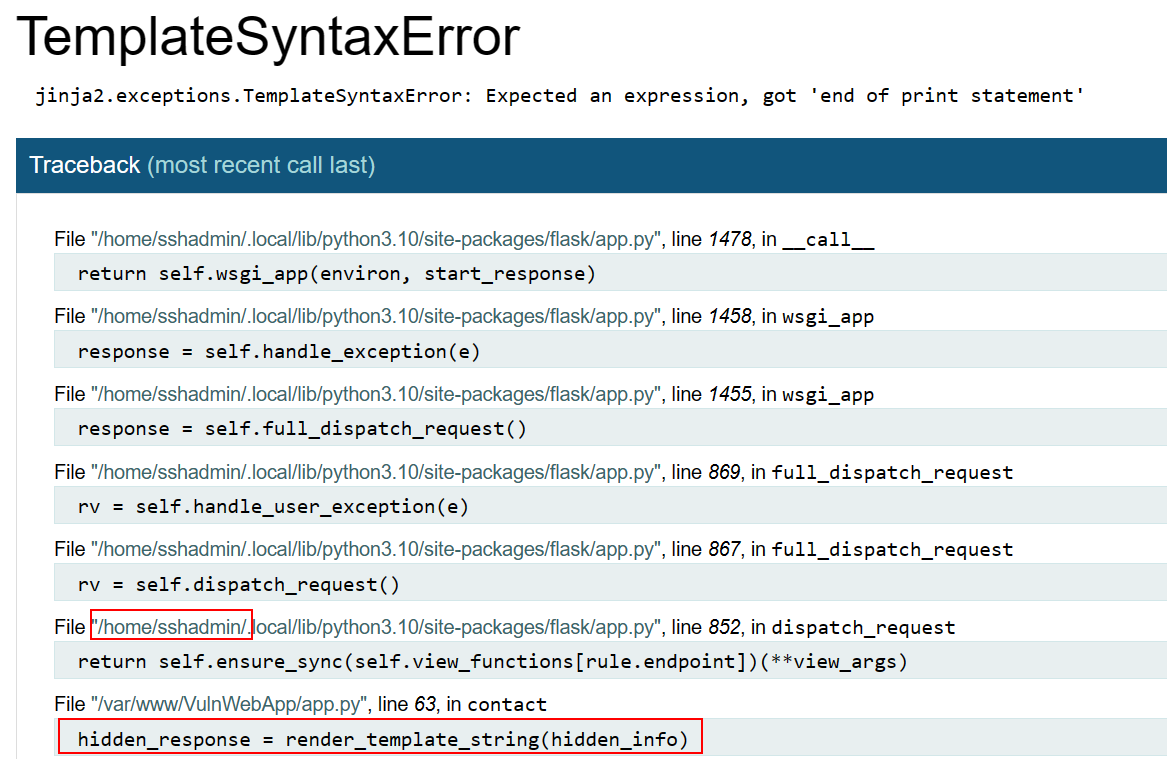 TemplateSyntaxError
jinja2.exceptions.TemplateSyntaxError: Expected an expression, got 'end of print statement'
Traceback (most recent call last)
File "/home/sshadmin/.local/lib/python3.10/site-packages/flask/app.py", line 1478, in __call__
return self.wsgi_app(environ, start_response)
File "/home/sshadmin/.local/lib/python3.10/site-packages/flask/app.py", line 1458, in wsgi_app
response = self.handle_exception(e)
File "/home/sshadmin/.local/lib/python3.10/site-packages/flask/app.py", line 1455, in wsgi_app
response = self.full_dispatch_request()
File "/home/sshadmin/.local/lib/python3.10/site-packages/flask/app.py", line 869, in full_dispatch_request
rv = self.handle_user_exception(e)
File "/home/sshadmin/.local/lib/python3.10/site-packages/flask/app.py", line 867, in full_dispatch_request
rv = self.dispatch_request()
File "/home/sshadmin/.local/lib/python3.10/site-packages/flask/app.py", line 852, in dispatch_request
return self.ensure_sync(self.view_functions[rule.endpoint])(**view_args)
File "/var/www/VulnWebApp/app.py", line 63, in contact
hidden_response = render_template_string(hidden_info)